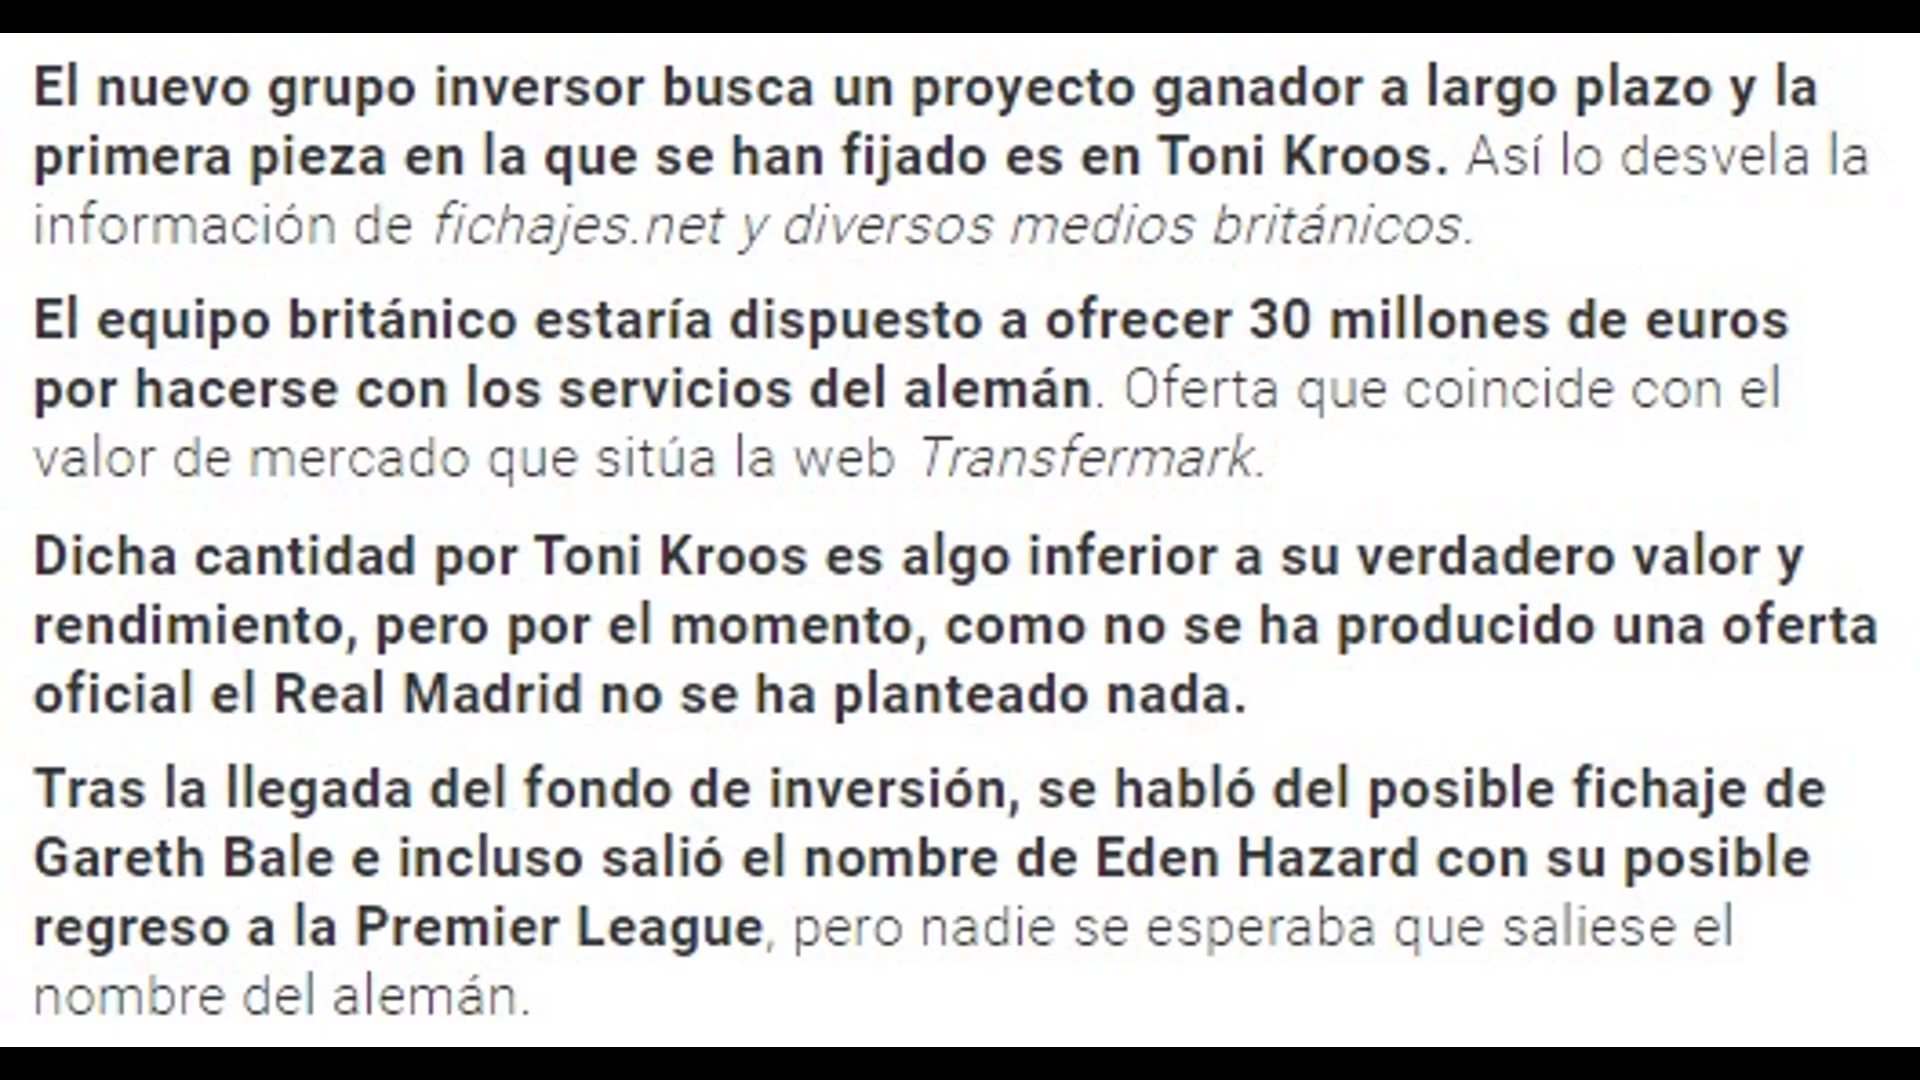 El nuevo grupo inversor busca un proyecto ganador a largo plazo y la
primera pieza en la que se han fijado es en Toni Kroos. Así lo desvela la
información de fichajes.net y diversos medios británicos.
El equipo británico estaría dispuesto a ofrecer 30 millones de euros
por hacerse con los servicios del alemán. Oferta que coincide con el
valor de mercado que sitúa la web Transfermark.
Dicha cantidad por Toni Kroos es algo inferior a su verdadero valor y
rendimiento, pero por el momento, como no se ha producido una oferta
oficial el Real Madrid no se ha planteado nada.
Tras la llegada del fondo de inversión, se habló del posible fichaje de
Gareth Bale e incluso salió el nombre de Eden Hazard con su posible
regreso a la Premier League, pero nadie se esperaba que saliese el
nombre del alemán.